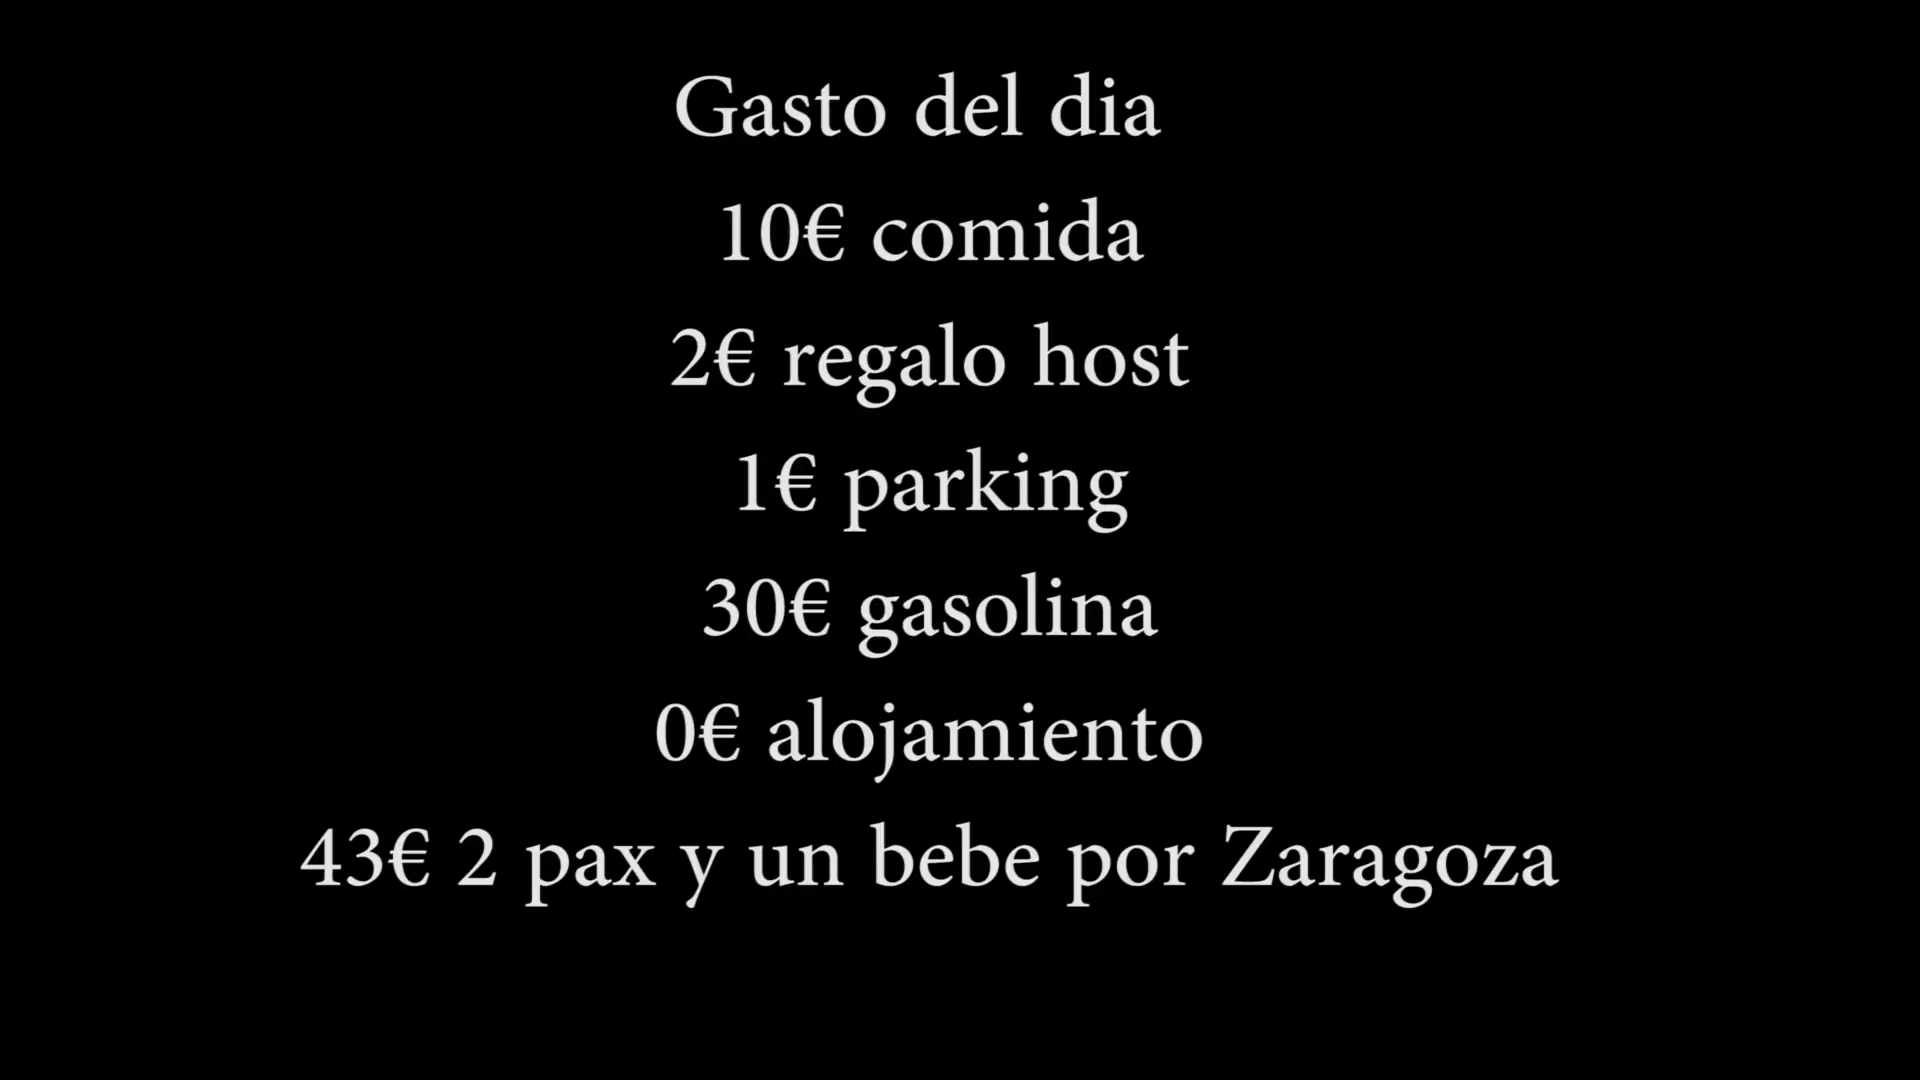 Gasto del dia
10€ comida
2€ regalo host
1€ parking
30€ gasolina
0€ alojamiento
43€ 2 pax y un bebe por Zaragoza